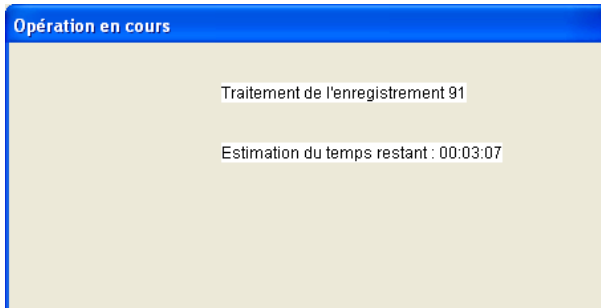 Opération en cours
Traitement de l'enregistrement 91
Estimation du temps restant : 00:03:07